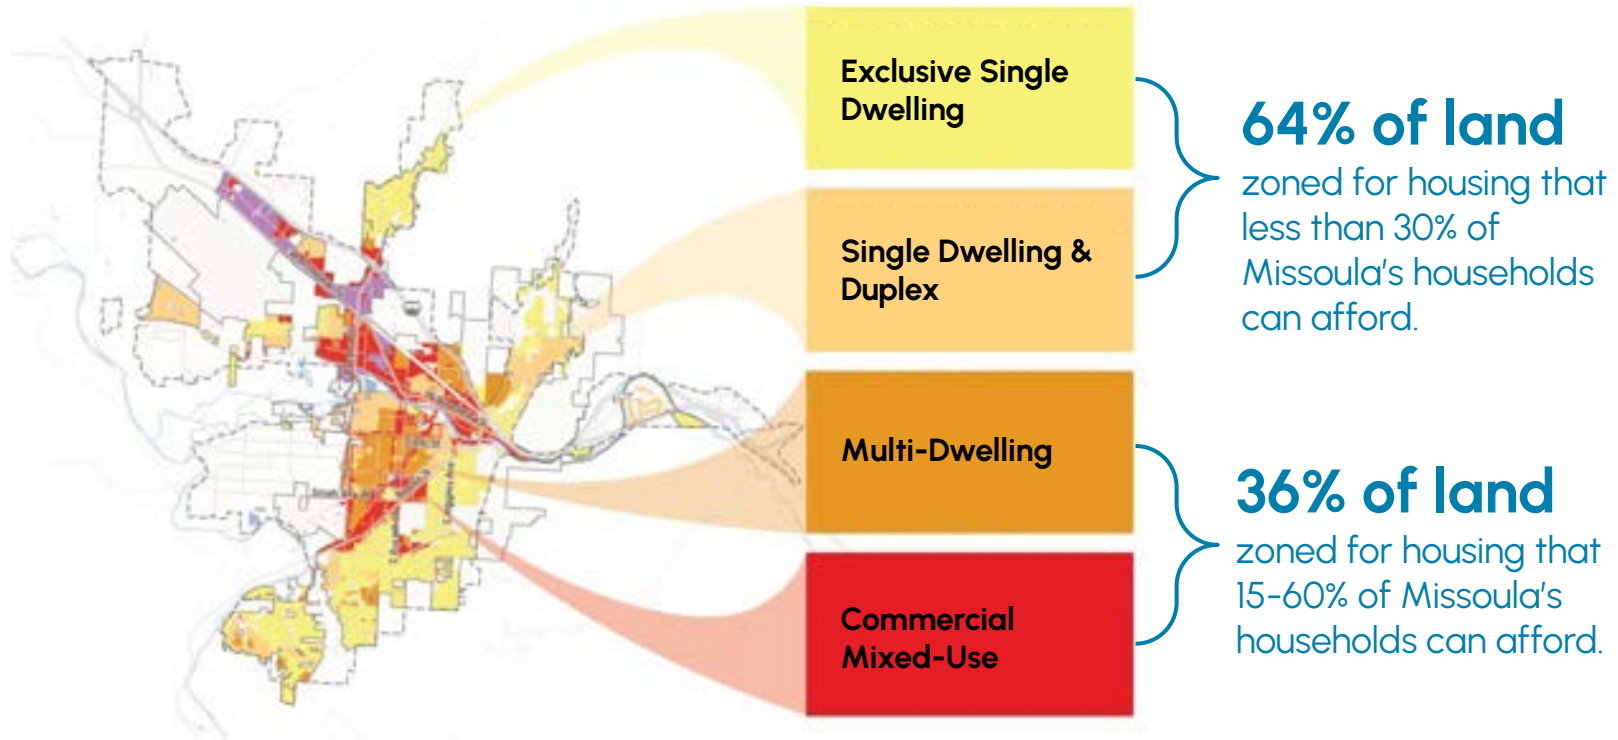 Exclusive Single
Dwelling
64% of land
zoned for housing that
less than 30% of
Missoula's households
can afford.
Single Dwelling &
Duplex
Multi-Dwelling
36% of land
zoned for housing that
15-60% of Missoula's
households can afford.
Commercial
Mixed-Use